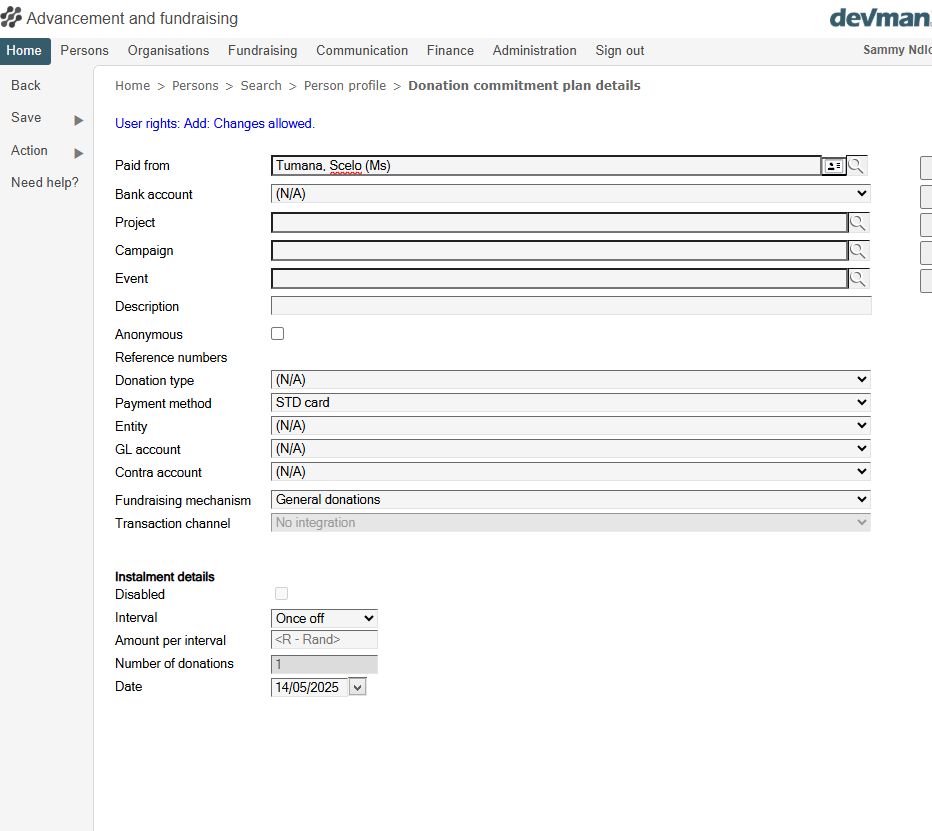 Advancement and fundraising
devman
Home Persons Organisations Fundraising Communication Finance Administration Sign out
Sammy
Back
Save
Action
Need help?
Home > Persons > Search > Person profile > Donation commitment plan details
User rights: Add: Changes allowed.
Paid from Tumana, Scelo (Ms)
Bank account (N/A)
Project
Campaign
Event
Description
Anonymous
Reference numbers
Donation type (N/A)
Payment method STD card
Entity (N/A)
GL account (N/A)
Contra account (N/A)
Fundraising mechanism General donations
Transaction channel No integration
Instalment details
Disabled
Interval Once off
Amount per interval <R - Rand>
Number of donations 1
Date 14/05/2025